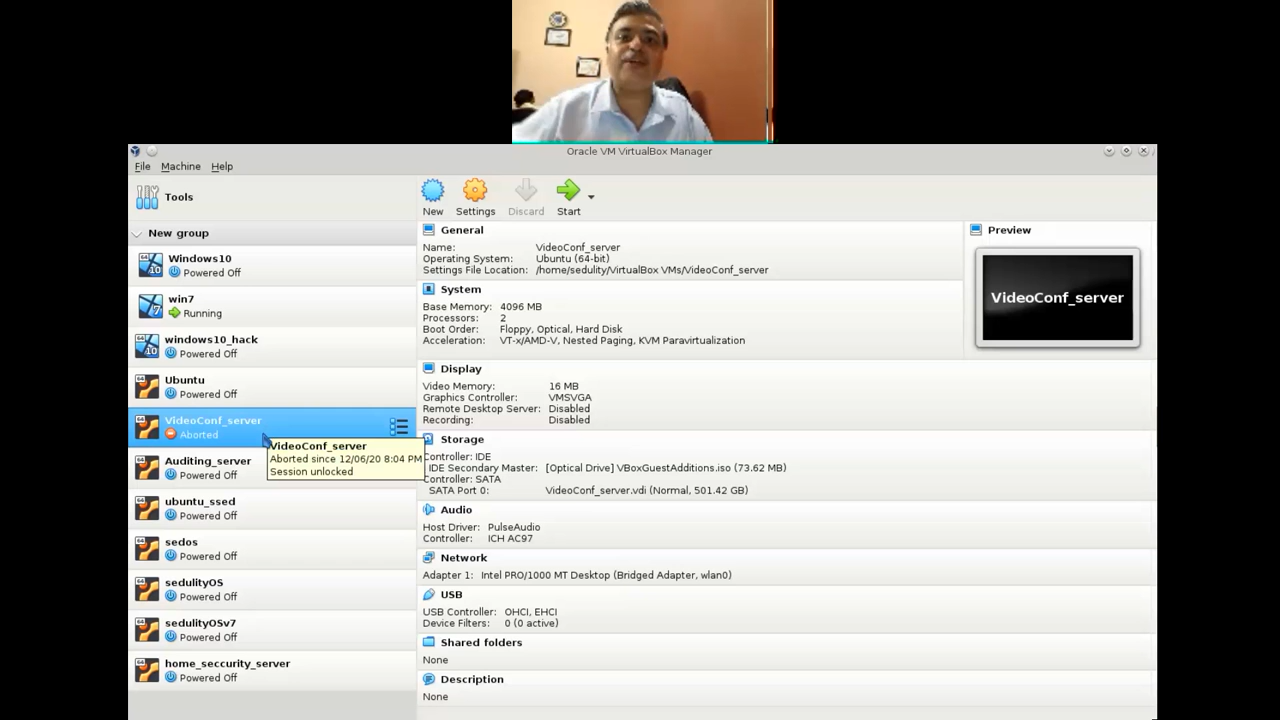 Oracle VM VirtualBox Manager
File Machine Help
Tools
New Settings Discard Start
New group
Windows10
Powered Off
win7
Running
windows10_hack
Powered Off
Ubuntu
Powered Off
VideoConf_server
Aborted
VideoConf_server
Aborted since 12/06/20 8:04 PM
Session unlocked
Auditing_server
Powered Off
ubuntu_ssed
Powered Off
sedos
Powered Off
sedulityOS
Powered Off
sedulityOSv7
Powered Off
home_seccurity_server
Powered Off
General
Name: VideoConf_server
Operating System: Ubuntu (64-bit)
Settings File Location: /home/sedulity/VirtualBox VMs/VideoConf_server
System
Base Memory: 4096 MB
Processors: 2
Boot Order: Floppy, Optical, Hard Disk
Acceleration: VT-x/AMD-V, Nested Paging, KVM Paravirtualization
Display
Video Memory: 16 MB
Graphics Controller: VMSVGA
Remote Desktop Server: Disabled
Recording: Disabled
Storage
Controller: IDE
IDE Secondary Master: [Optical Drive] VBoxGuestAdditions.iso (73.62 MB)
Controller: SATA
SATA Port 0: VideoConf_server.vdi (Normal, 501.42 GB)
Audio
Host Driver: PulseAudio
Controller: ICH AC97
Network
Adapter 1: Intel PRO/1000 MT Desktop (Bridged Adapter, wlan0)
USB
USB Controller: OHCI, EHCI
Device Filters: 0 (0 active)
Shared folders
None
Description
None
Preview
VideoConf_server